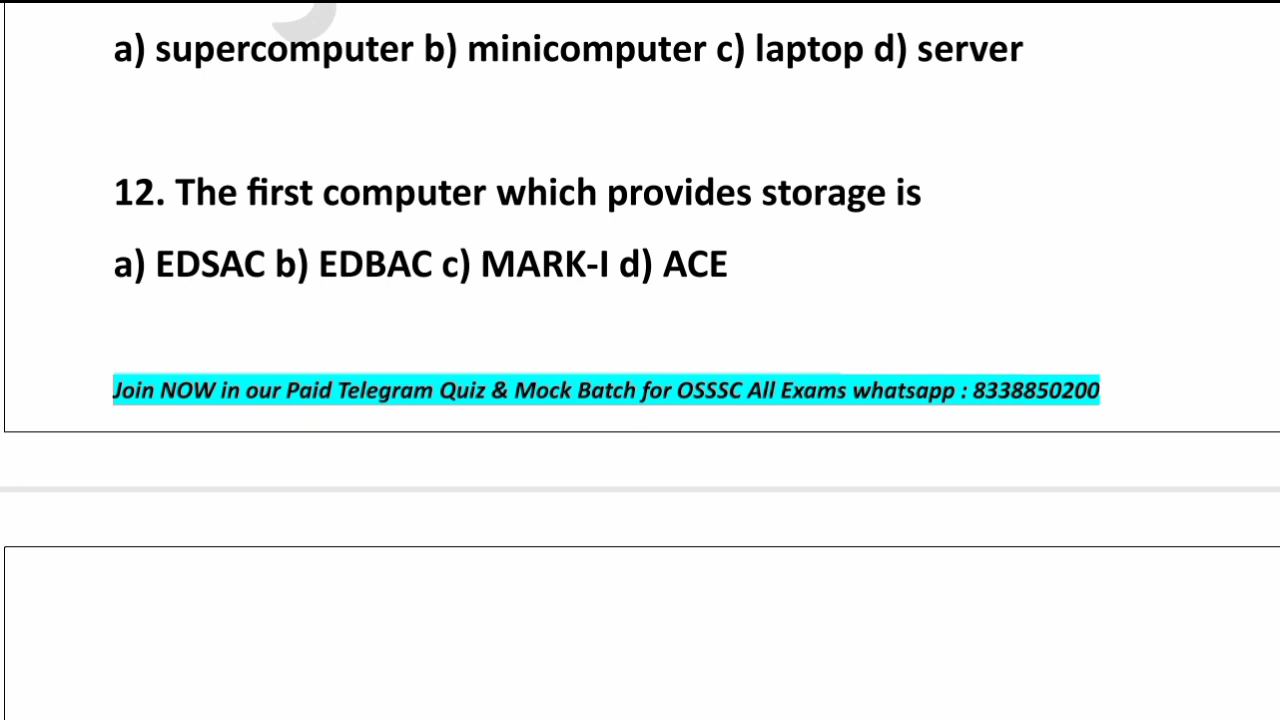 a) supercomputer b) minicomputer c) laptop d) server
12. The first computer which provides storage is
a) EDSAC b) EDBAC c) MARK-I d) ACE
Join NOW in our Paid Telegram Quiz & Mock Batch for OSSSC All Exams whatsapp : 8338850200